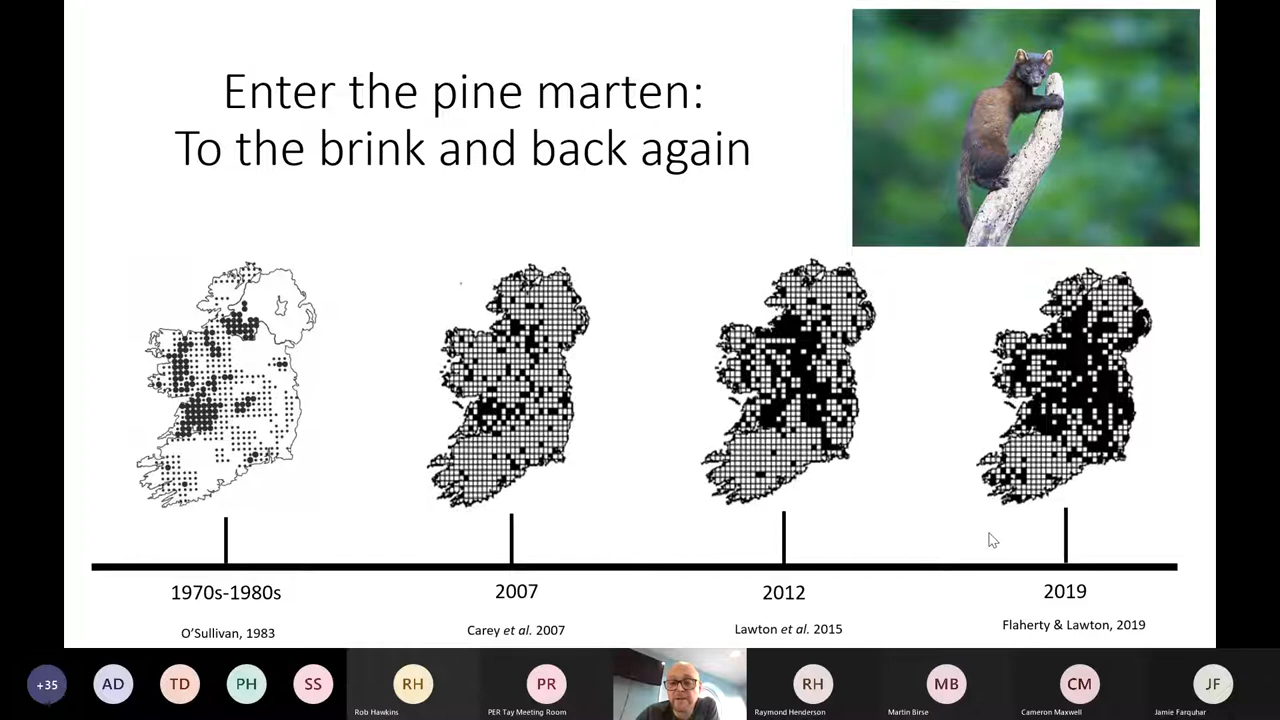 Enter the pine marten:
To the brink and back again
1970s-1980s
2007
2012
2019
O’Sullivan, 1983
Carey et al. 2007
Lawton et al. 2015
Flaherty & Lawton, 2019
+35
AD
TD
PH
SS
RH
PR
RH
MB
CM
JF
Rob Hawkins
PER Tay Meeting Room
Raymond Henderson
Martin Birse
Cameron Maxwell
Jamie Farquhar